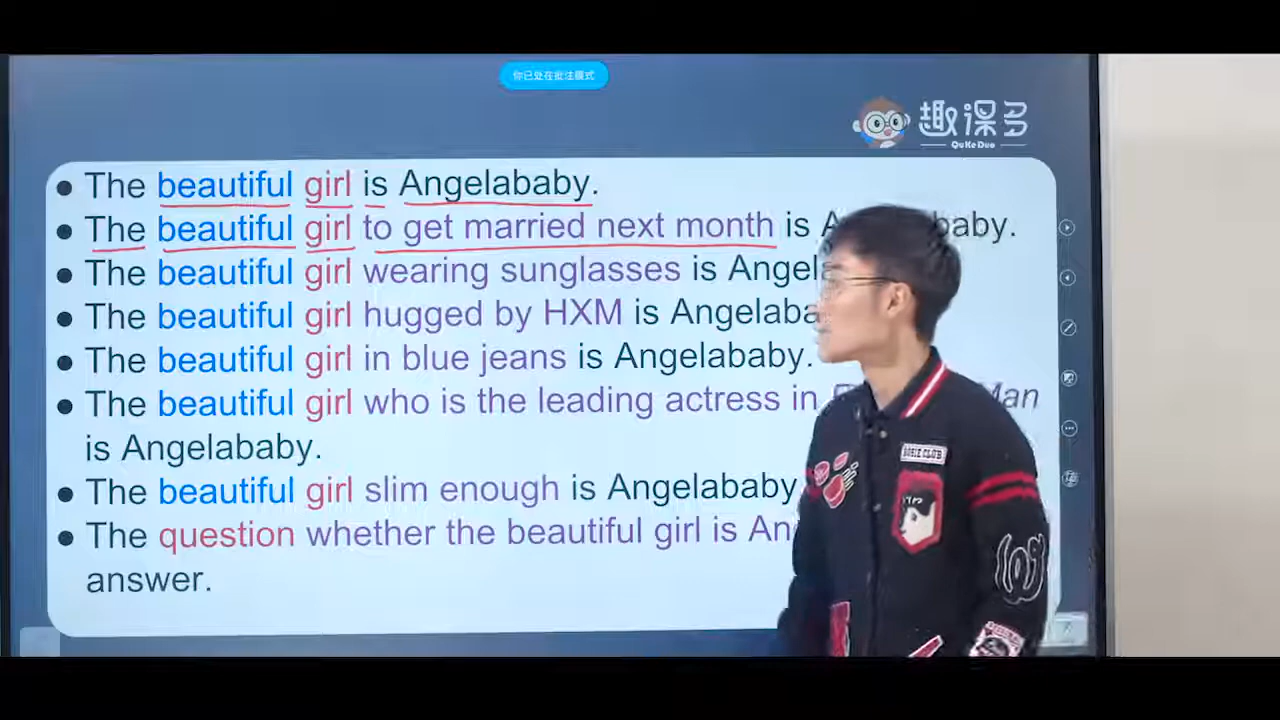 你已处在批注模式
趣课多
QuKeDuo
The beautiful girl is Angelababy.
The beautiful girl to get married next month is baby.
The beautiful girl wearing sunglasses is
The beautiful girl hugged by HXM is
The beautiful girl in blue jeans is Angelababy.
The beautiful girl who is the leading actress in Man
is Angelababy.
The beautiful girl slim enough is Angelababy
The question whether the beautiful girl is
answer.
ROSIE CLUB